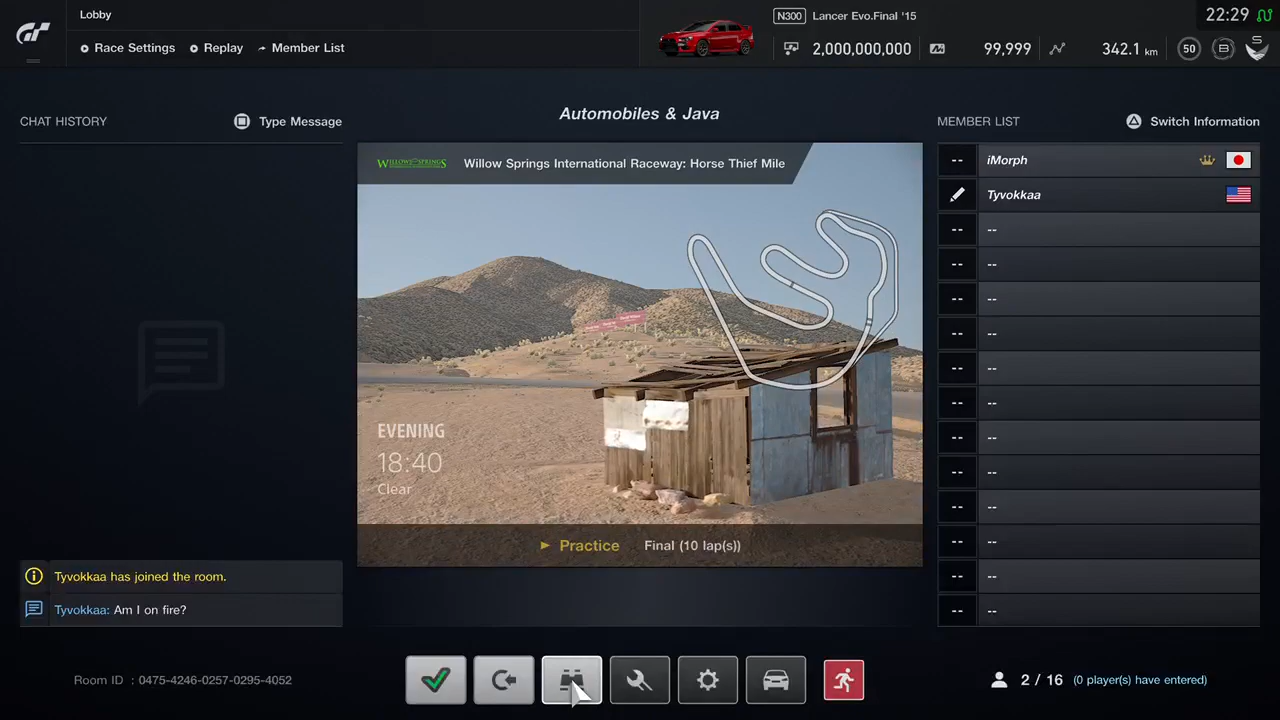 Lobby
Race Settings
Replay
Member List
N300
Lancer Evo.Final '15
2,000,000,000
99,999
342.1 km
22:29
50
B
S
CHAT HISTORY
Type Message
Automobiles & Java
MEMBER LIST
Switch Information
WILLOW SPRINGS
Willow Springs International Raceway: Horse Thief Mile
-- iMorph
Tyvokkaa
-- --
-- --
-- --
-- --
-- --
-- --
-- --
-- --
-- --
-- --
-- --
-- --
EVENING
18:40
Clear
Practice
Final (10 lap(s))
Tyvokkaa has joined the room.
Tyvokkaa: Am I on fire?
Room ID : 0475-4246-0257-0295-4052
2 / 16
(0 player(s) have entered)